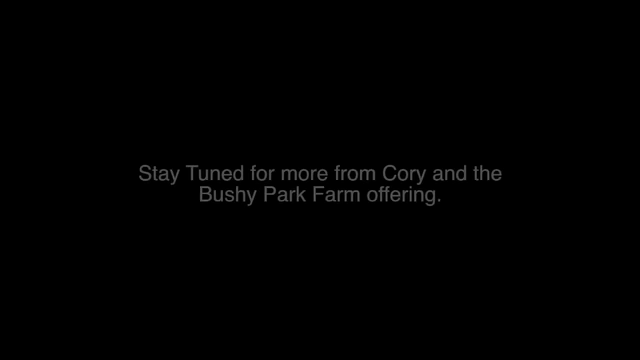 Stay Tuned for more from Cory and the
Bushy Park Farm offering.